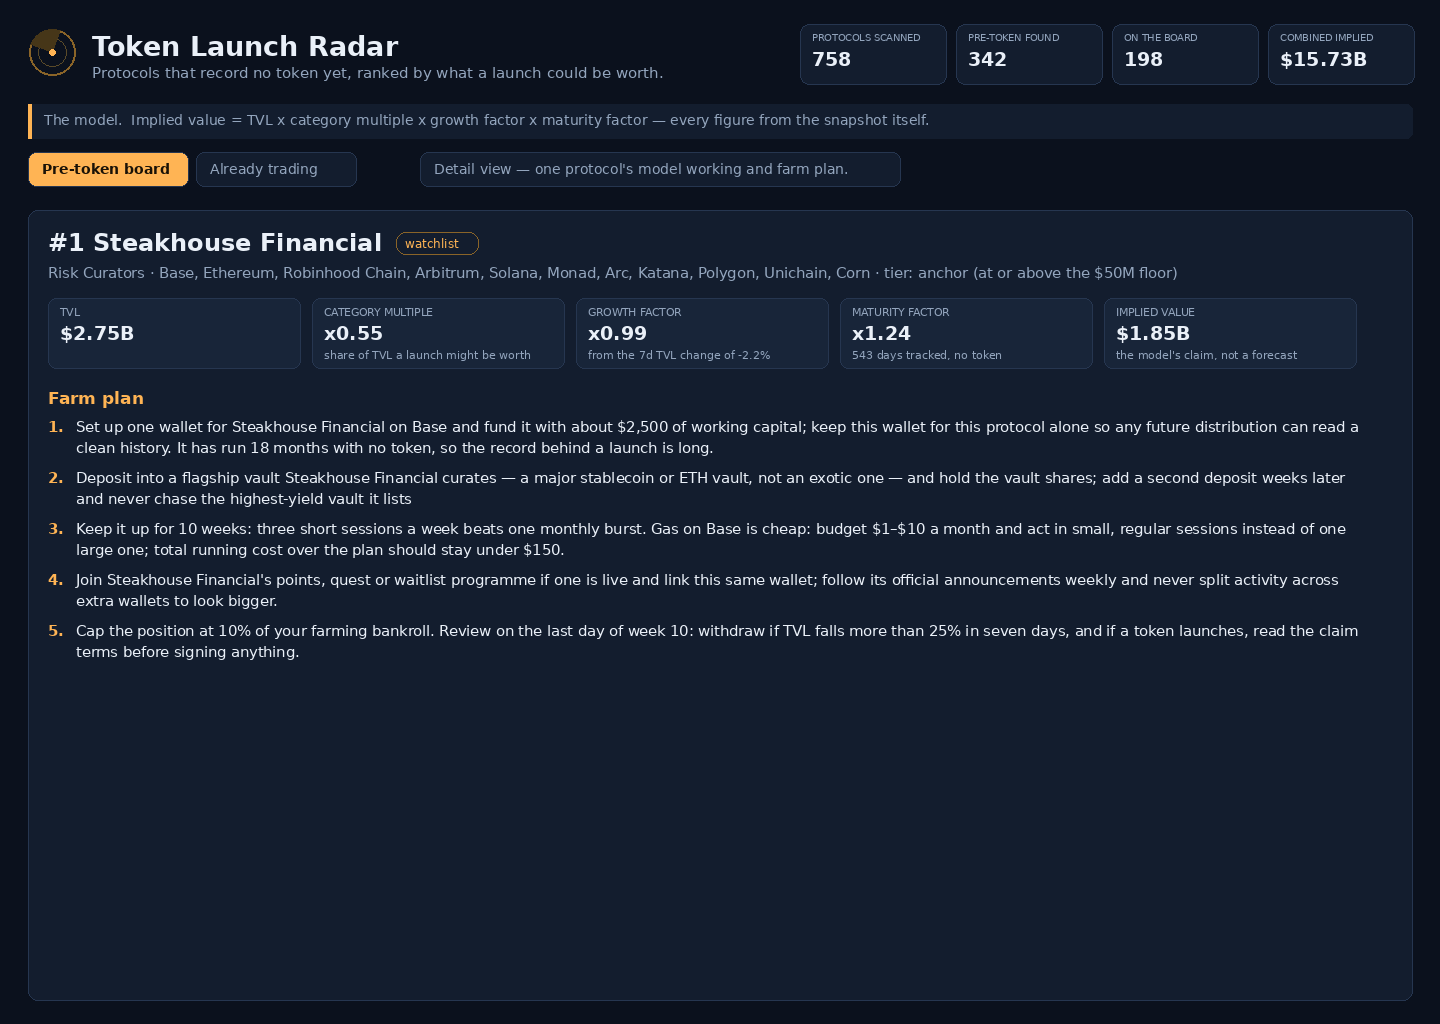 Token Launch Radar
Protocols that record no token yet, ranked by what a launch could be worth.
PROTOCOLS SCANNED
758
PRE-TOKEN FOUND
342
ON THE BOARD
198
COMBINED IMPLIED
$15.73B
The model.  Implied value = TVL x category multiple x growth factor x maturity factor — every figure from the snapshot itself.
Pre-token board
Already trading
Detail view — one protocol's model working and farm plan.
#1 Steakhouse Financial
watchlist
Risk Curators · Base, Ethereum, Robinhood Chain, Arbitrum, Solana, Monad, Arc, Katana, Polygon, Unichain, Corn · tier: anchor (at or above the $50M floor)
TVL
$2.75B
CATEGORY MULTIPLE
x0.55
share of TVL a launch might be worth
GROWTH FACTOR
x0.99
from the 7d TVL change of -2.2%
MATURITY FACTOR
x1.24
543 days tracked, no token
IMPLIED VALUE
$1.85B
the model's claim, not a forecast
Farm plan
1. Set up one wallet for Steakhouse Financial on Base and fund it with about $2,500 of working capital; keep this wallet for this protocol alone so any future distribution can read a
clean history. It has run 18 months with no token, so the record behind a launch is long.
2. Deposit into a flagship vault Steakhouse Financial curates — a major stablecoin or ETH vault, not an exotic one — and hold the vault shares; add a second deposit weeks later
and never chase the highest-yield vault it lists
3. Keep it up for 10 weeks: three short sessions a week beats one monthly burst. Gas on Base is cheap: budget $1–$10 a month and act in small, regular sessions instead of one
large one; total running cost over the plan should stay under $150.
4. Join Steakhouse Financial's points, quest or waitlist programme if one is live and link this same wallet; follow its official announcements weekly and never split activity across
extra wallets to look bigger.
5. Cap the position at 10% of your farming bankroll. Review on the last day of week 10: withdraw if TVL falls more than 25% in seven days, and if a token launches, read the claim
terms before signing anything.